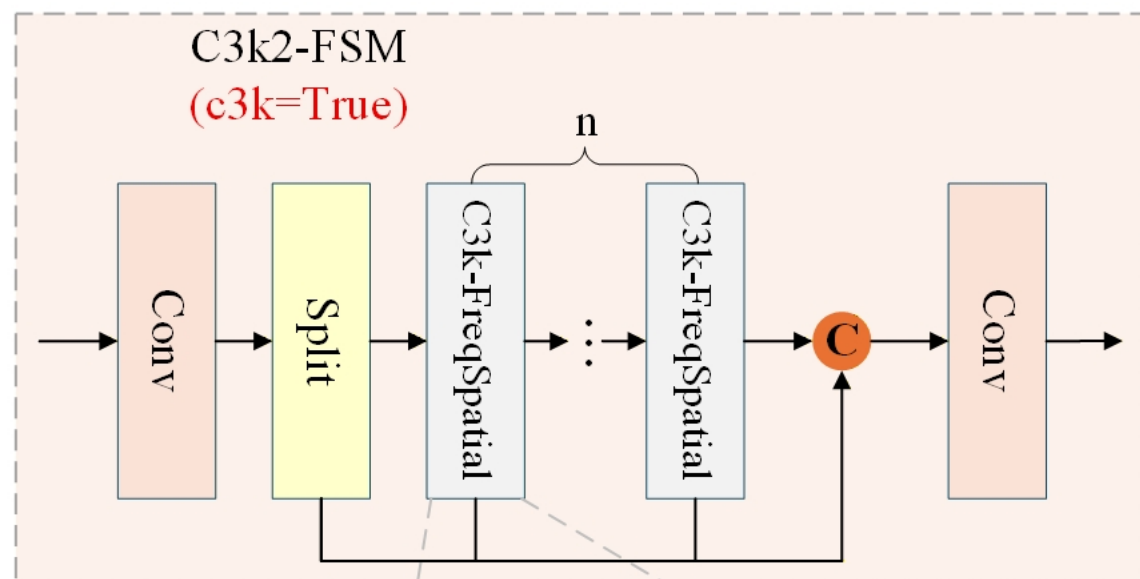 C3k2-FSM
(c3k=True)
n
Conv
Split
C3k-FreqSpatial
...
C3k-FreqSpatial
C
Conv